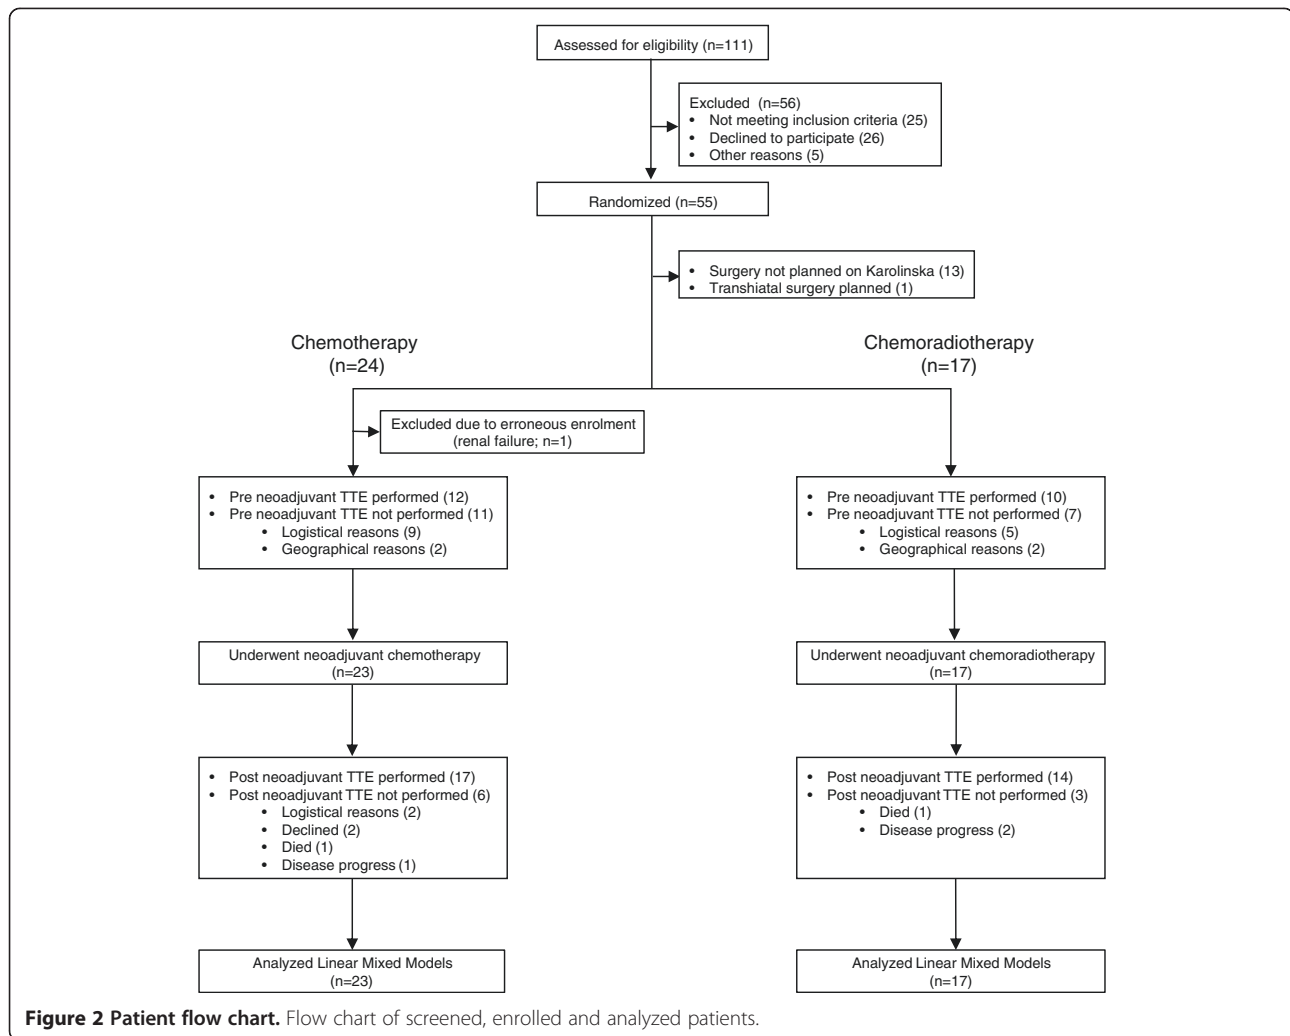 Assessed for eligibility (n=111)
Excluded (n=56)
• Not meeting inclusion criteria (25)
• Declined to participate (26)
• Other reasons (5)
Randomized (n=55)
• Surgery not planned on Karolinska (13)
• Transhiatal surgery planned (1)
Chemotherapy
(n=24)
Chemoradiotherapy
(n=17)
Excluded due to erroneous enrolment
(renal failure; n=1)
• Pre neoadjuvant TTE performed (12)
• Pre neoadjuvant TTE not performed (11)
• Logistical reasons (9)
• Geographical reasons (2)
• Pre neoadjuvant TTE performed (10)
• Pre neoadjuvant TTE not performed (7)
• Logistical reasons (5)
• Geographical reasons (2)
Underwent neoadjuvant chemotherapy
(n=23)
Underwent neoadjuvant chemoradiotherapy
(n=17)
• Post neoadjuvant TTE performed (17)
• Post neoadjuvant TTE not performed (6)
• Logistical reasons (2)
• Declined (2)
• Died (1)
• Disease progress (1)
• Post neoadjuvant TTE performed (14)
• Post neoadjuvant TTE not performed (3)
• Died (1)
• Disease progress (2)
Analyzed Linear Mixed Models
(n=23)
Analyzed Linear Mixed Models
(n=17)
Figure 2 Patient flow chart. Flow chart of screened, enrolled and analyzed patients.